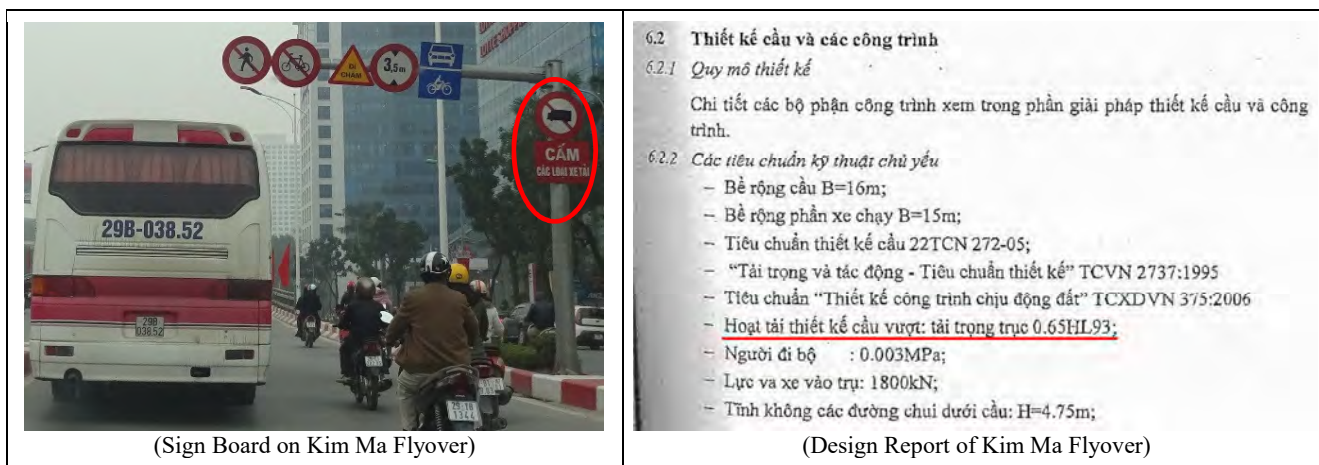 ĐI
CHẬM
3,5m
CẤM
CÁC LOẠI XE TẢI
29B-038.52
29B
038.52
29-T8
1344
(Sign Board on Kim Ma Flyover)
6.2 Thiết kế cầu và các công trình
6.2.1 Quy mô thiết kế
Chi tiết các bộ phận công trình xem trong phần giải pháp thiết kế cầu và công
trình.
6.2.2 Các tiêu chuẩn kỹ thuật chủ yếu
– Bề rộng cầu B=16m;
– Bề rộng phần xe chạy B=15m;
– Tiêu chuẩn thiết kế cầu 22TCN 272-05;
– “Tải trọng và tác động - Tiêu chuẩn thiết kế” TCVN 2737:1995
– Tiêu chuẩn “Thiết kế công trình chịu động đất” TCXDVN 375:2006
– Hoạt tải thiết kế cầu vượt: tải trọng trục 0.65HL93;
– Người đi bộ : 0.003MPa;
– Lực va xe vào trụ: 1800kN;
– Tĩnh không các đường chui dưới cầu: H=4.75m;
(Design Report of Kim Ma Flyover)